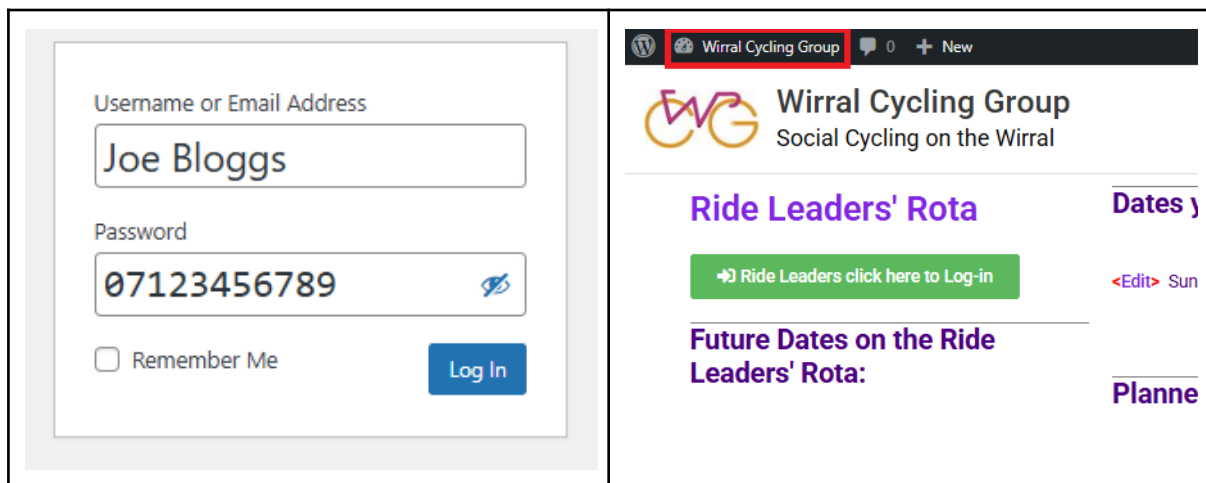 Username or Email Address
Joe Bloggs
Password
07123456789
Remember Me
Log In
Wirral Cycling Group 0 + New
Wirral Cycling Group
Social Cycling on the Wirral
Ride Leaders' Rota
Ride Leaders click here to Log-in
Future Dates on the Ride
Leaders' Rota:
Dates y
<Edit> Sun
Planne